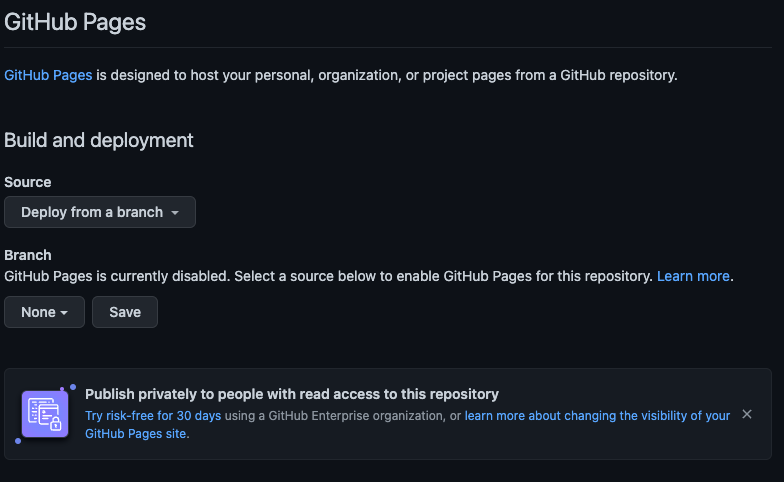 GitHub Pages
GitHub Pages is designed to host your personal, organization, or project pages from a GitHub repository.
Build and deployment
Source
Deploy from a branch
Branch
GitHub Pages is currently disabled. Select a source below to enable GitHub Pages for this repository. Learn more.
None
Save
Publish privately to people with read access to this repository
Try risk-free for 30 days using a GitHub Enterprise organization, or learn more about changing the visibility of your
GitHub Pages site.